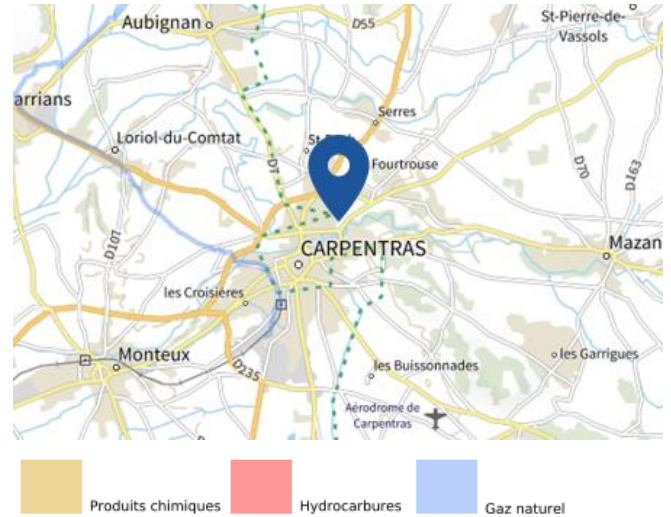 St-Pierre-de-
Vassols
Aubignan
D55
arrians
Serres
Loriol-du-Comtat
Fourtrouse
D7
D70
D163
D107
CARPENTRAS
Mazan
les Croisières
Monteux
D235
les Buissonnades
les Garrigues
Aérodrome de
Carpentras
Produits chimiques
Hydrocarbures
Gaz naturel